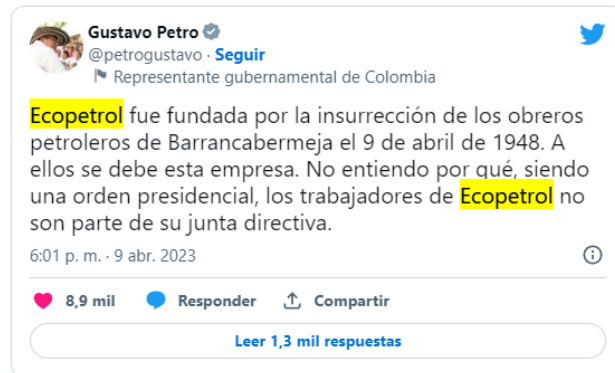 Gustavo Petro
@petrogustavo · Seguir
Representante gubernamental de Colombia
Ecopetrol fue fundada por la insurrección de los obreros
petroleros de Barrancabermeja el 9 de abril de 1948. A
ellos se debe esta empresa. No entiendo por qué, siendo
una orden presidencial, los trabajadores de Ecopetrol no
son parte de su junta directiva.
6:01 p. m. · 9 abr. 2023
8,9 mil Responder Compartir
Leer 1,3 mil respuestas